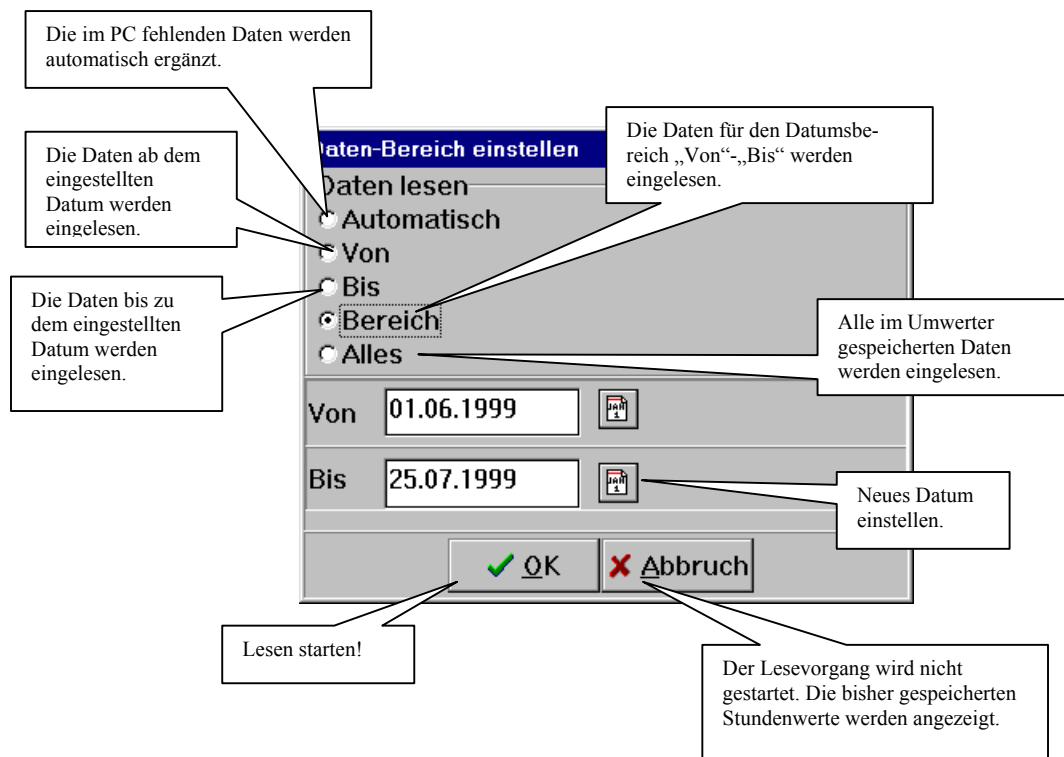 Die im PC fehlenden Daten werden
automatisch ergänzt.
Die Daten ab dem
eingestellten
Datum werden
eingelesen.
Die Daten bis zu
dem eingestellten
Datum werden
eingelesen.
Die Daten für den Datumsbe-
reich „Von“-„Bis“ werden
eingelesen.
Daten-Bereich einstellen
Daten lesen
Automatisch
Von
Bis
Bereich
Alles
Alle im Umwerter
gespeicherten Daten
werden eingelesen.
Von 01.06.1999 JAN 1
Bis 25.07.1999 JAN 1
Neues Datum
einstellen.
OK Abbruch
Lesen starten!
Der Lesevorgang wird nicht
gestartet. Die bisher gespeicherten
Stundenwerte werden angezeigt.